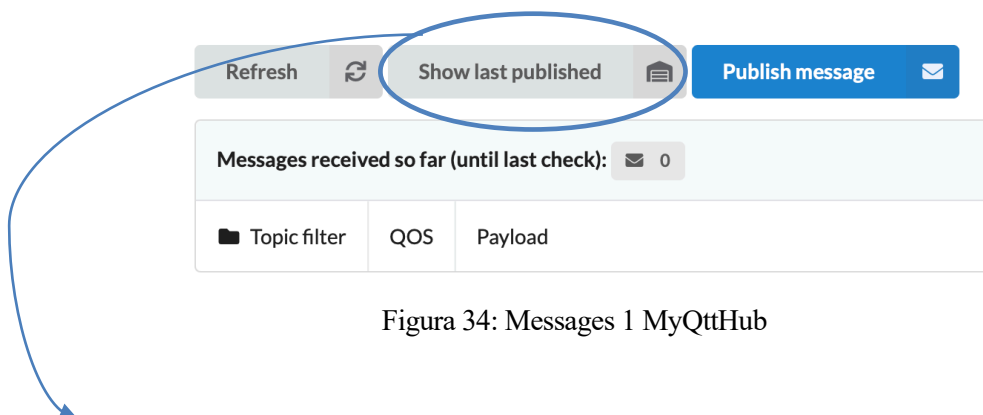 Refresh Show last published Publish message
Messages received so far (until last check): 0
Topic filter QOS Payload
Figura 34: Messages 1 MyQttHub